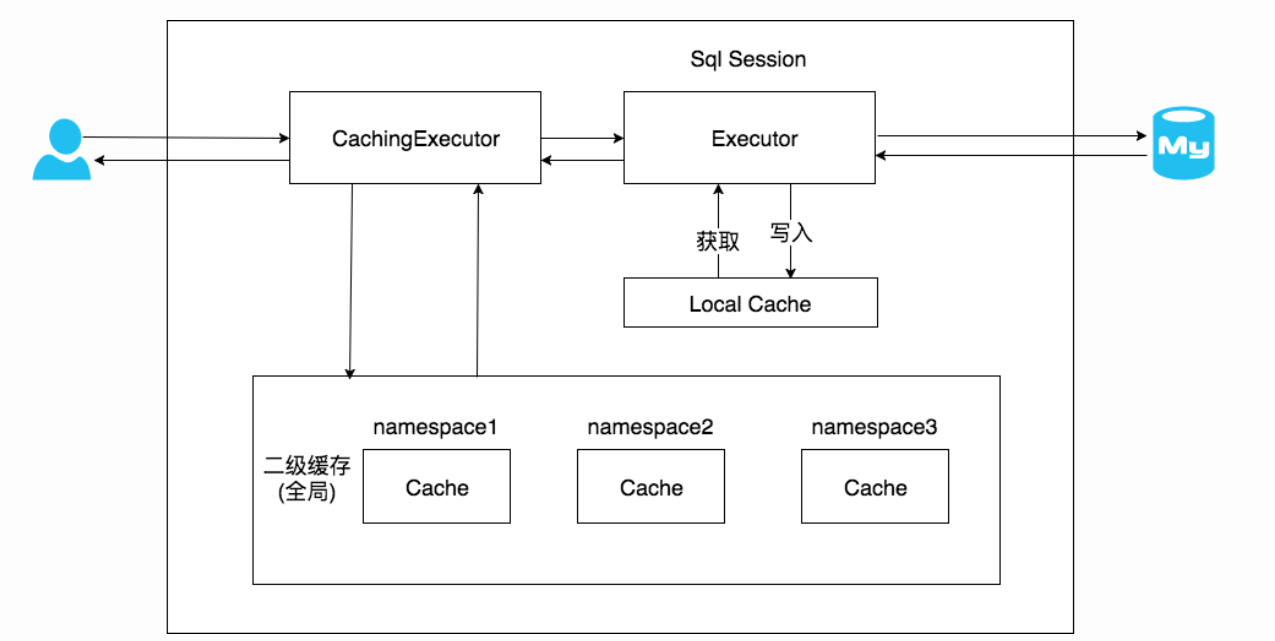 Sql Session
CachingExecutor
Executor
My
获取
写入
Local Cache
namespace1
namespace2
namespace3
二级缓存
(全局)
Cache
Cache
Cache